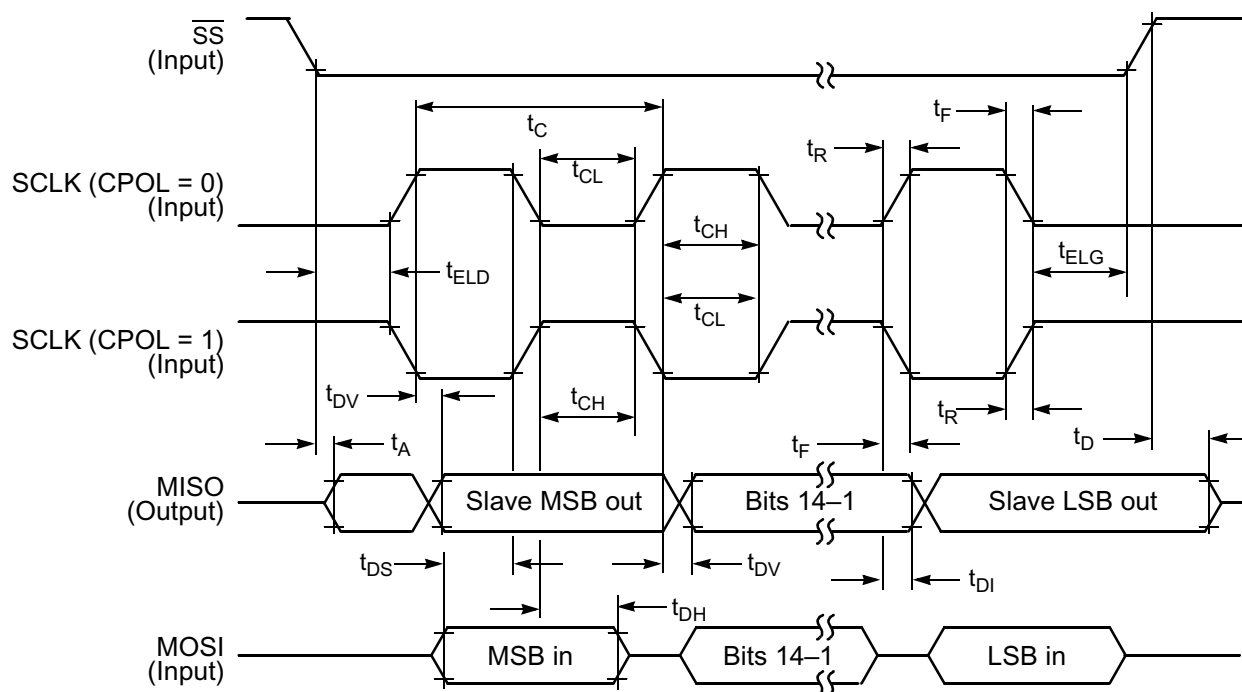 SS
(Input)
t_C
t_F
t_R
SCLK (CPOL = 0)
(Input)
t_CL
t_CH
t_ELD
t_ELG
SCLK (CPOL = 1)
(Input)
t_CL
t_DV
t_CH
t_R
t_A
t_F
t_D
MISO
(Output)
Slave MSB out
Bits 14–1
Slave LSB out
t_DS
t_DV
t_DI
t_DH
MOSI
(Input)
MSB in
Bits 14–1
LSB in